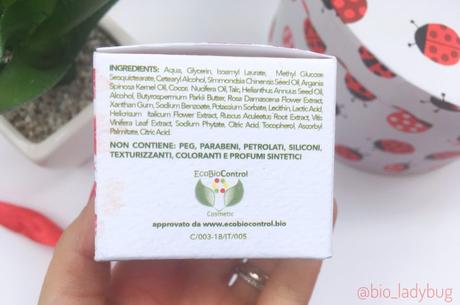 INGREDIENTS: Aqua, Glycerin, Isoamyl Laurate, Methyl Glucose
Sesquistearate, Cetearyl Alcohol, Simmondsia Chinensis Seed Oil, Argania
Spinosa Kernel Oil, Cocos Nucifera Oil, Talc, Helianthus Annuus Seed Oil,
Alcohol, Butyrospermum Parkii Butter, Rosa Damascena Flower Extract,
Xanthan Gum, Sodium Benzoate, Potassium Sorbate, Lecithin, Lactic Acid,
Helicrisum Italicum Flower Extract, Ruscus Aculeatus Root Extract, Vitis
Vinifera Leaf Extract, Sodium Phytate, Citric Acid, Tocopherol, Ascorbyl
Palmitate, Citric Acid.
NON CONTIENE: PEG, PARABENI, PETROLATI, SILICONI,
TEXTURIZZANTI, COLORANTI E PROFUMI SINTETICI
EcoBioControl
Cosmetic
approvato da www.ecobiocontrol.bio
C/003-18/IT/005
@bio_ladybug